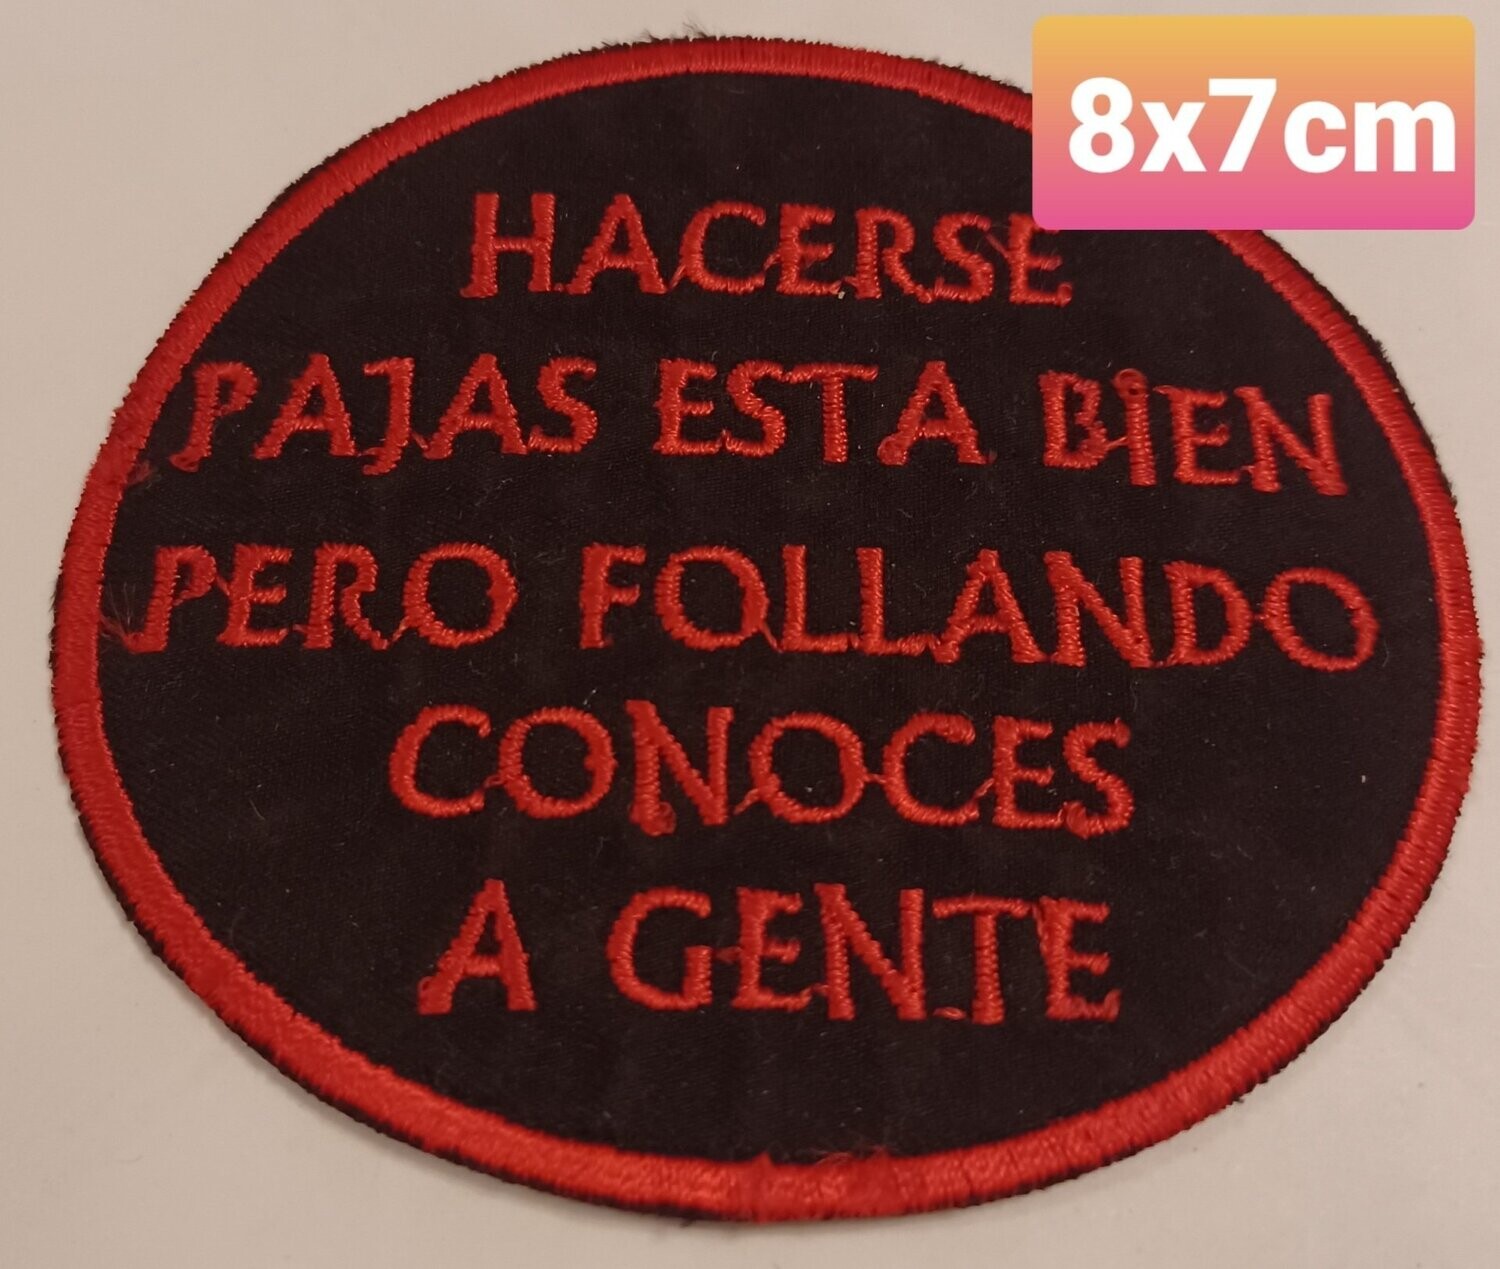 8x7cm
HACERSE
PAJAS ESTA BIEN
PERO FOLLANDO
CONOCES
A GENTE